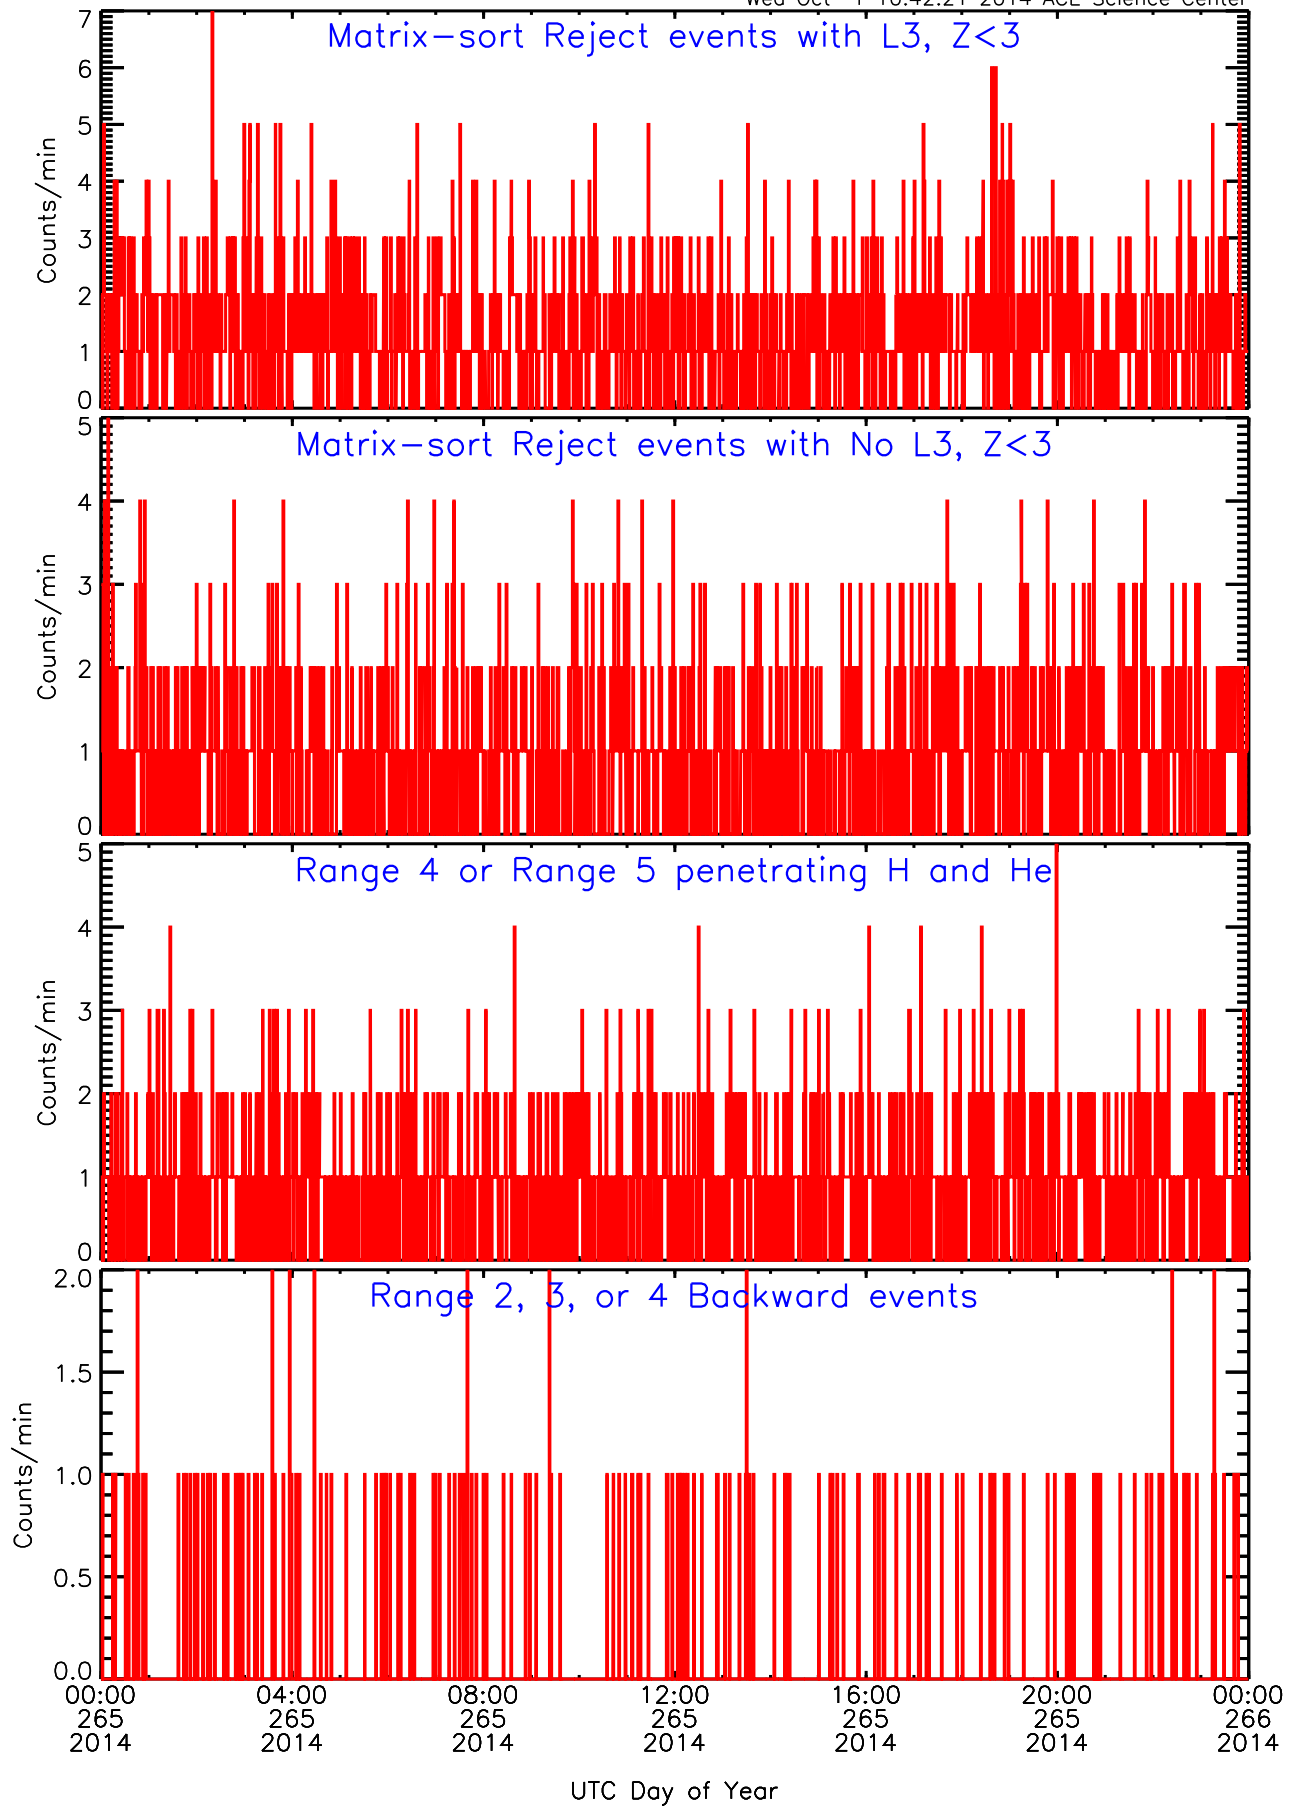 2014 ACE Science Center
7
Matrix-sort Reject events with L3, Z<3
6
5
4
3
2
1
0
Counts/min
5
Matrix-sort Reject events with No L3, Z<3
4
3
2
1
0
Counts/min
5
Range 4 or Range 5 penetrating H and He
4
3
2
1
0
Counts/min
2.0
Range 2, 3, or 4 Backward events
1.5
1.0
0.5
0.0
Counts/min
00:00 04:00 08:00 12:00 16:00 20:00 00:00
265 265 265 265 265 265 266
2014 2014 2014 2014 2014 2014 2014
UTC Day of Year